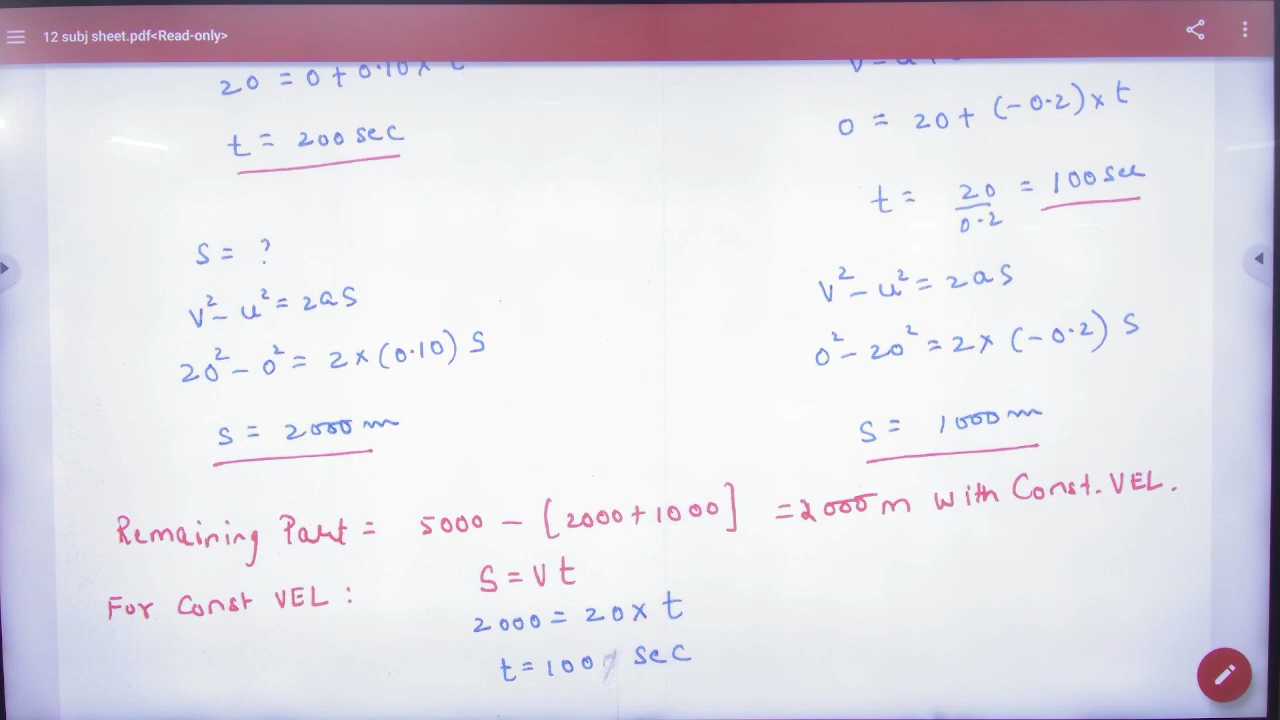 12 subj sheet.pdf<Read-only>
20 = 0 + 0.10 x t
t = 200 sec
S = ?
v² - u² = 2aS
20² - 0² = 2 x (0.10) S
S = 2000 m
0 = 20 + (-0.2) x t
t = 20/0.2 = 100 sec
v² - u² = 2aS
0² - 20² = 2 x (-0.2) S
S = 1000 m
Remaining Part = 5000 - [2000 + 1000] = 2000 m with Const. VEL.
For Const VEL : S = Vt
2000 = 20 x t
t = 100 sec